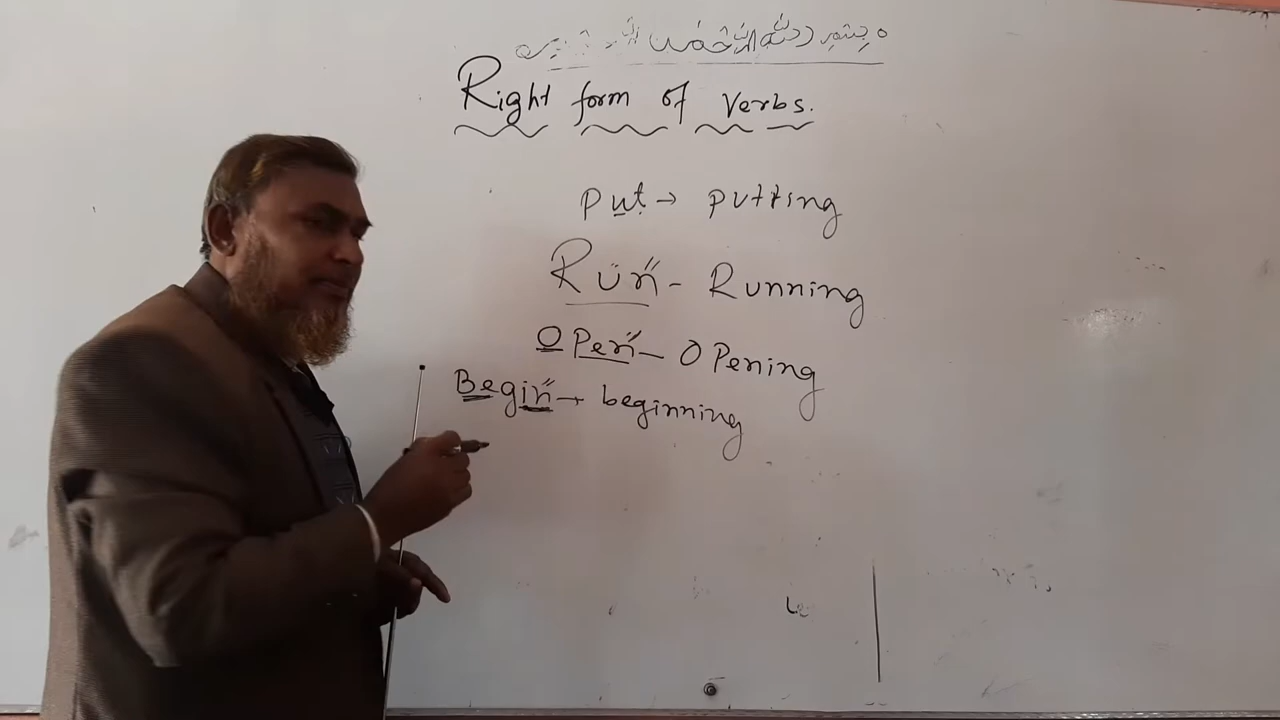 Right form of Verbs.
put → putting
Run - Running
OPen - OPening
Begin → beginning